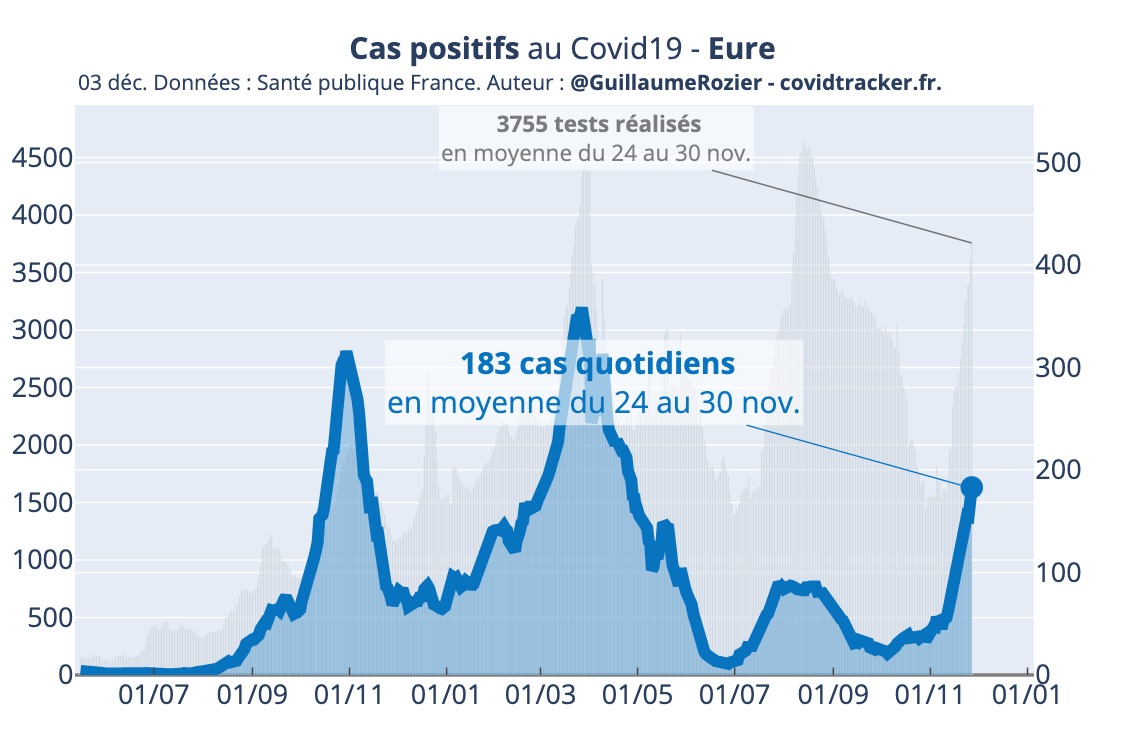 Cas positifs au Covid19 - Eure
03 déc. Données : Santé publique France. Auteur : @GuillaumeRozier - covidtracker.fr.
3755 tests réalisés
en moyenne du 24 au 30 nov.
183 cas quotidiens
en moyenne du 24 au 30 nov.
4500
4000
3500
3000
2500
2000
1500
1000
500
0
500
400
300
200
100
0
01/07 01/09 01/11 01/01 01/03 01/05 01/07 01/09 01/11 01/01